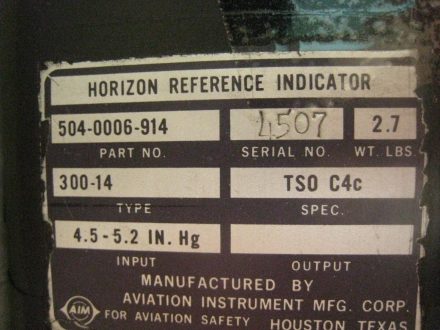 HORIZON REFERENCE INDICATOR
504-0006-914 4507 2.7
PART NO. SERIAL NO. WT. LBS.
300-14 TSO C4c
TYPE SPEC.
4.5-5.2 IN. Hg
INPUT OUTPUT
MANUFACTURED BY
AVIATION INSTRUMENT MFG. CORP.
AIM FOR AVIATION SAFETY HOUSTON, TEXAS